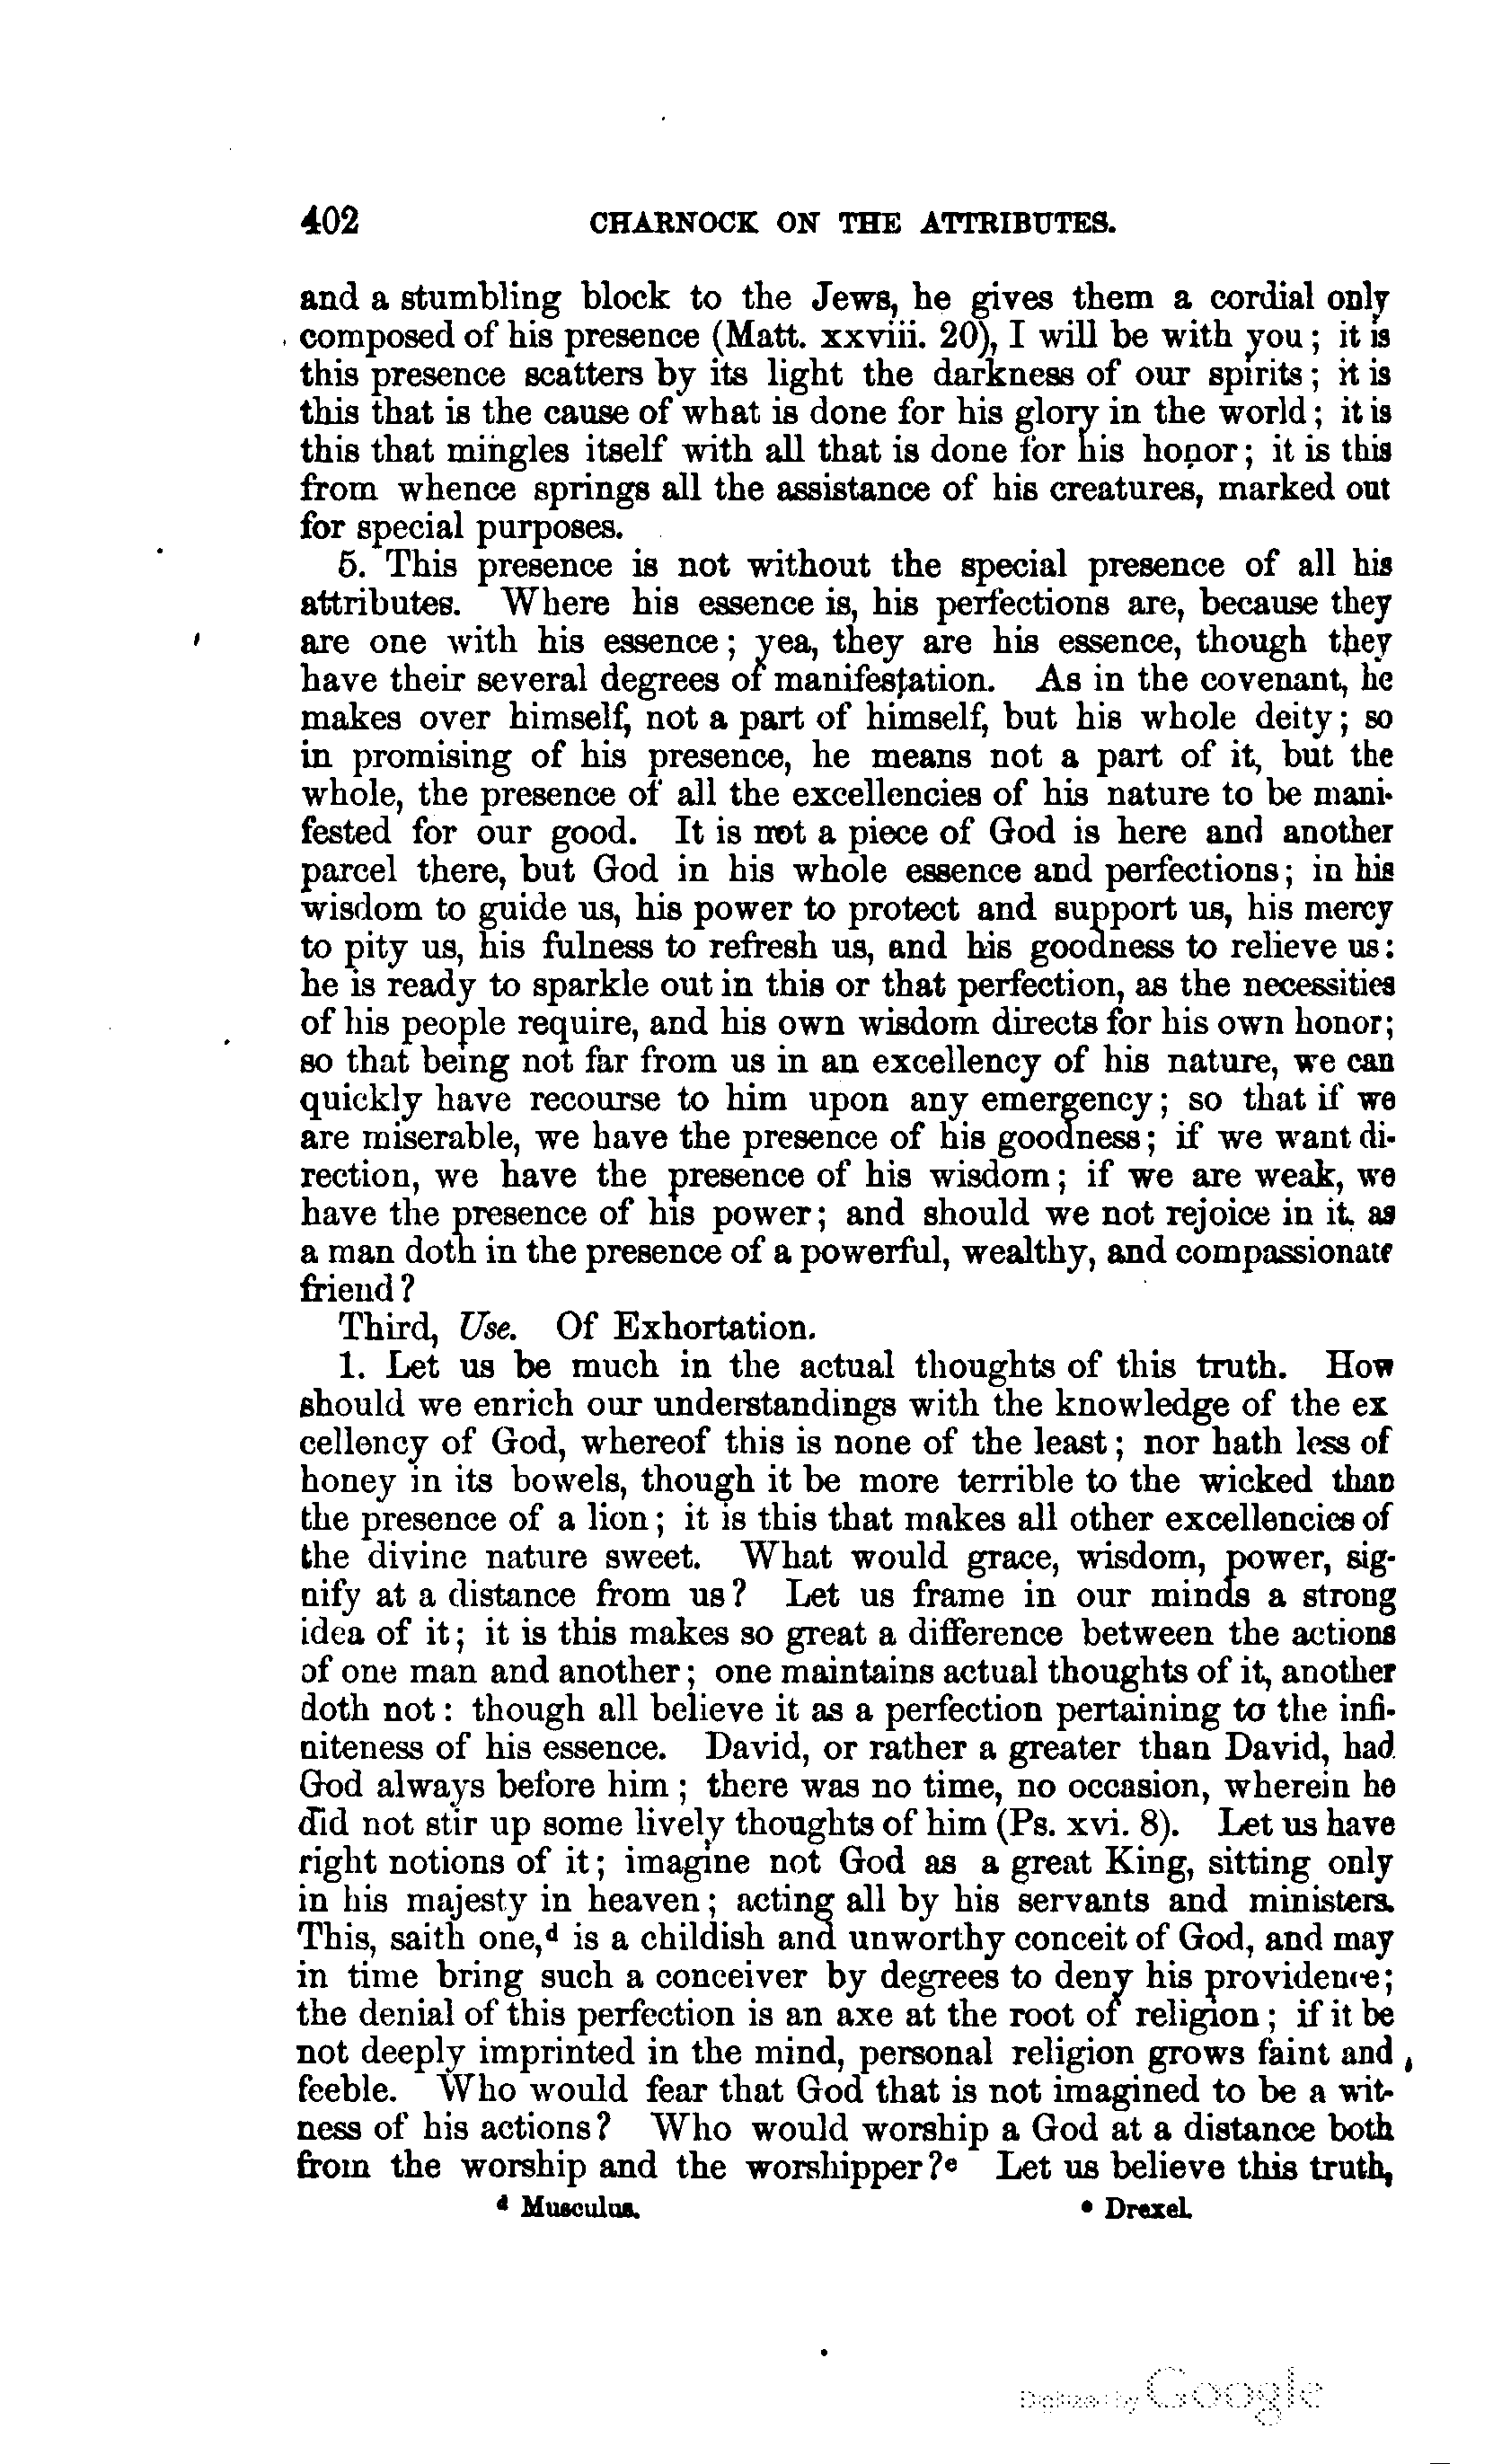 402 CHARNOCK ON THE ATTRIBUTES.
and a stumbling block to the Jews, he gives them a cordial only
composed of his presence (Matt. xxviii. 20), I will be with you; it is
this presence scatters by its light the darkness of our spirits; it is
this that is the cause of what is done for his glory in the world; it is
this that mingles itself with all that is done for his honor; it is this
from whence springs all the assistance of his creatures, marked out
for special purposes.
5. This presence is not without the special presence of all his
attributes. Where his essence is, his perfections are, because they
are one with his essence; yea, they are his essence, though they
have their several degrees of manifestation. As in the covenant, he
makes over himself, not a part of himself, but his whole deity; so
in promising of his presence, he means not a part of it, but the
whole, the presence of all the excellencies of his nature to be mani-
fested for our good. It is not a piece of God is here and another
parcel there, but God in his whole essence and perfections; in his
wisdom to guide us, his power to protect and support us, his mercy
to pity us, his fulness to refresh us, and his goodness to relieve us:
he is ready to sparkle out in this or that perfection, as the necessities
of his people require, and his own wisdom directs for his own honor;
so that being not far from us in an excellency of his nature, we can
quickly have recourse to him upon any emergency; so that if we
are miserable, we have the presence of his goodness; if we want di-
rection, we have the presence of his wisdom; if we are weak, we
have the presence of his power; and should we not rejoice in it, as
a man doth in the presence of a powerful, wealthy, and compassionate
friend?
Third, Use. Of Exhortation.
1. Let us be much in the actual thoughts of this truth. How
should we enrich our understandings with the knowledge of the ex
cellency of God, whereof this is none of the least; nor hath less of
honey in its bowels, though it be more terrible to the wicked than
the presence of a lion; it is this that makes all other excellencies of
the divine nature sweet. What would grace, wisdom, power, sig-
nify at a distance from us? Let us frame in our minds a strong
idea of it; it is this makes so great a difference between the actions
of one man and another; one maintains actual thoughts of it, another
doth not: though all believe it as a perfection pertaining to the infi-
niteness of his essence. David, or rather a greater than David, had
God always before him; there was no time, no occasion, wherein he
did not stir up some lively thoughts of him (Ps. xvi. 8). Let us have
right notions of it; imagine not God as a great King, sitting only
in his majesty in heaven; acting all by his servants and ministers.
This, saith one,d is a childish and unworthy conceit of God, and may
in time bring such a conceiver by degrees to deny his providence;
the denial of this perfection is an axe at the root of religion; if it be
not deeply imprinted in the mind, personal religion grows faint and
feeble. Who would fear that God that is not imagined to be a wit-
ness of his actions? Who would worship a God at a distance both
from the worship and the worshipper?e Let us believe this truth,
d Musculus. e Drexel.
Digitized by Google